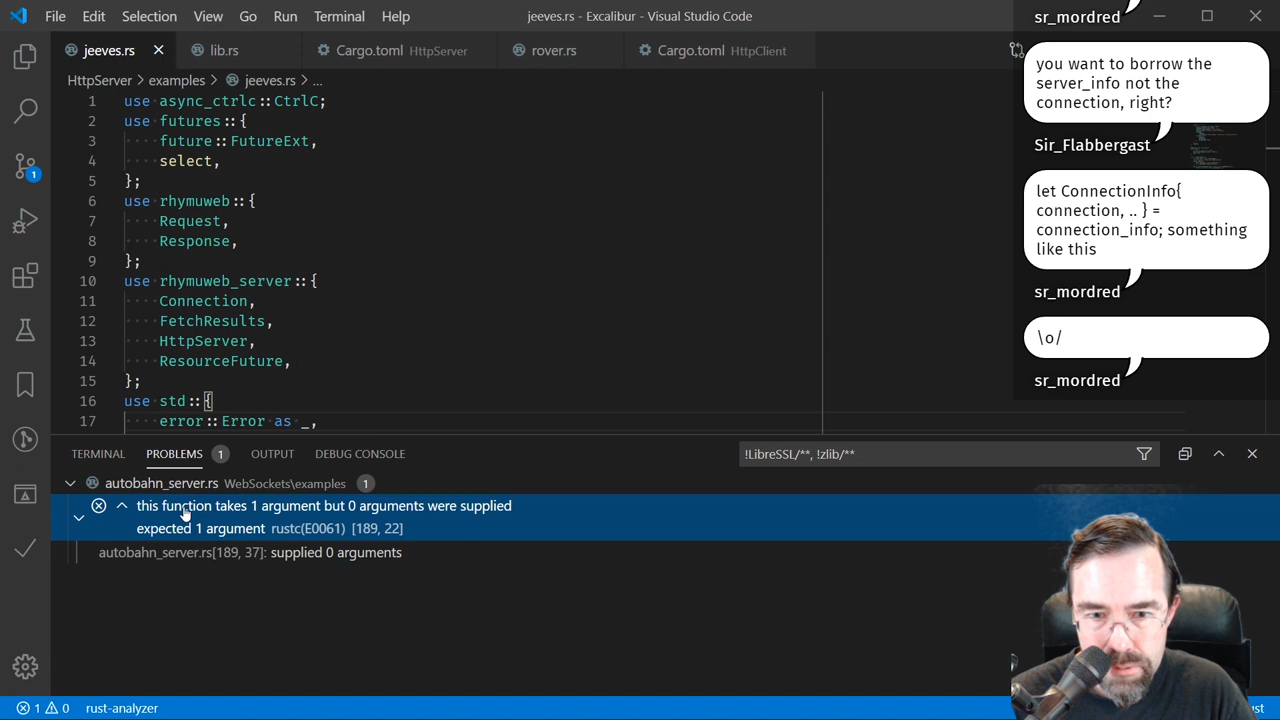 File Edit Selection View Go Run Terminal Help
jeeves.rs - Excalibur - Visual Studio Code
jeeves.rs
lib.rs
Cargo.toml HttpServer
rover.rs
Cargo.toml HttpClient
HttpServer > examples > jeeves.rs > ...
1 use async_ctrlc::CtrlC;
2 use futures::{
3 ····future::FutureExt,
4 ····select,
5 };
6 use rhymuweb::{
7 ····Request,
8 ····Response,
9 };
10 use rhymuweb_server::{
11 ····Connection,
12 ····FetchResults,
13 ····HttpServer,
14 ····ResourceFuture,
15 };
16 use std::{
17 ····error::Error as _,
sr_mordred
you want to borrow the
server_info not the
connection, right?
Sir_Flabbergast
let ConnectionInfo{
connection, .. } =
connection_info; something
like this
sr_mordred
\o/
sr_mordred
TERMINAL PROBLEMS 1 OUTPUT DEBUG CONSOLE
!LibreSSL/**, !zlib/**
autobahn_server.rs WebSockets\examples 1
this function takes 1 argument but 0 arguments were supplied
expected 1 argument rustc(E0061) [189, 22]
autobahn_server.rs[189, 37]: supplied 0 arguments
1
1 0 rust-analyzer